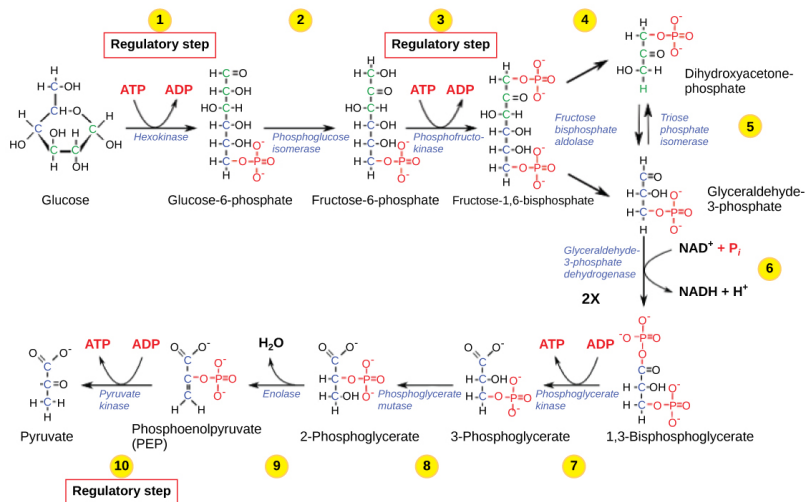 1
2
3
4
Regulatory step
Regulatory step
ATP
ADP
Hexokinase
Phosphoglucose
isomerase
ATP
ADP
Phosphofructo-
kinase
Fructose
bisphosphate
aldolase
Dihydroxyacetone-
phosphate
Triose
phosphate
isomerase
5
Glucose
Glucose-6-phosphate
Fructose-6-phosphate
Fructose-1,6-bisphosphate
Glyceraldehyde-
3-phosphate
Glyceraldehyde-
3-phosphate
dehydrogenase
NAD⁺ + Pᵢ
6
NADH + H⁺
2X
ATP
ADP
Pyruvate
kinase
H₂O
Enolase
Phosphoglycerate
mutase
ATP
ADP
Phosphoglycerate
kinase
Pyruvate
Phosphoenolpyruvate
(PEP)
2-Phosphoglycerate
3-Phosphoglycerate
1,3-Bisphosphoglycerate
10
9
8
7
Regulatory step